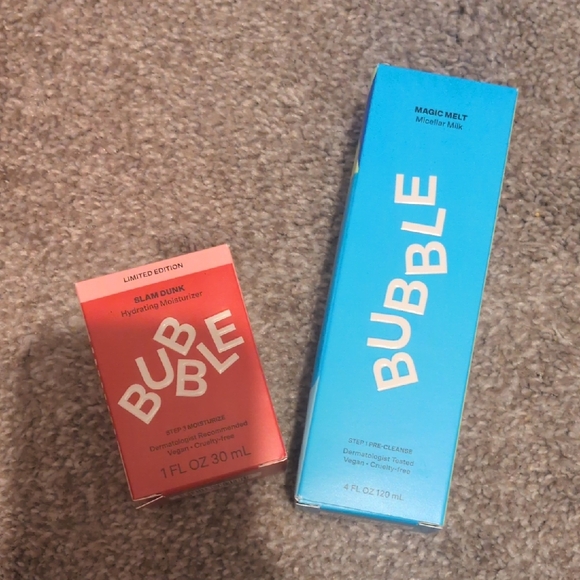 LIMITED EDITION
SLAM DUNK
Hydrating Moisturizer
BUB
BLE
STEP 7 MOISTURIZE
Dermatologist Recommended
Vegan • Cruelty-free
1 FL OZ 30 mL
MAGIC MELT
Micellar Milk
BUBBLE
STEP 1 PRE-CLEANSE
Dermatologist Tested
Vegan • Cruelty-free
4 FL OZ 120 mL